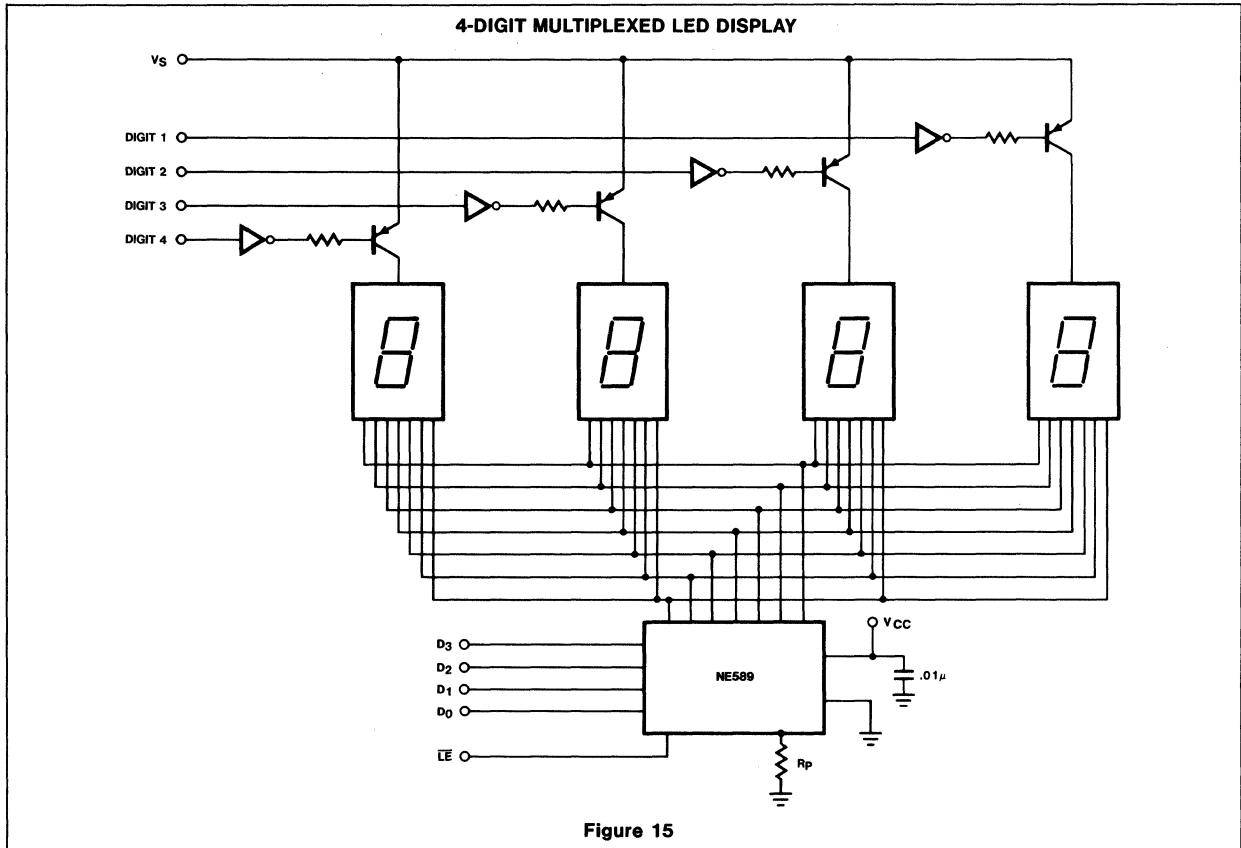 4-DIGIT MULTIPLEXED LED DISPLAY
VS
DIGIT 1
DIGIT 2
DIGIT 3
DIGIT 4
VCC
D3
D2
D1
D0
NE589
.01μ
LE
RP
Figure 15